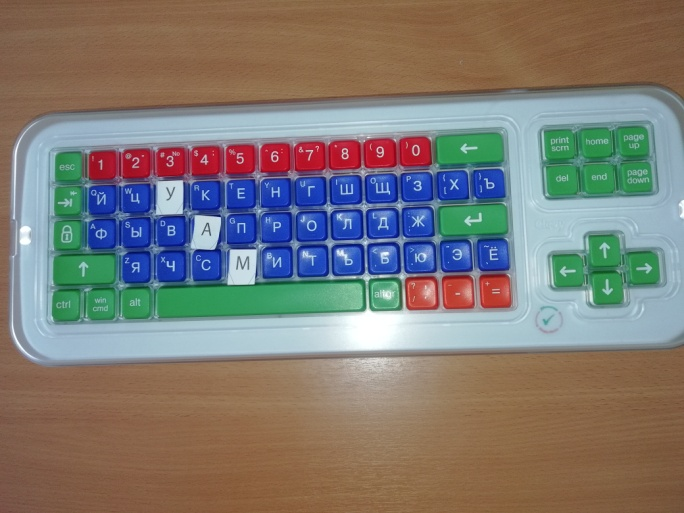 esc ! 1 @ 2 " # 3 № $ 4 ; % 5 ^ 6 : & 7 ? * 8 ( 9 ) 0 ←
Q Й W Ц У R К T Е Y Н U Г I Ш O Щ P З { [ Х } ] Ъ
A Ф S Ы D В А G П H Р J О K Л L Д Ж ↵
↑ Z Я X Ч C С М B И N Т M Ь < Б > Ю Э Ё
ctrl win cmd alt altgr ? / - + =
print scrn home page up
del end page down
↑
← ↓ →